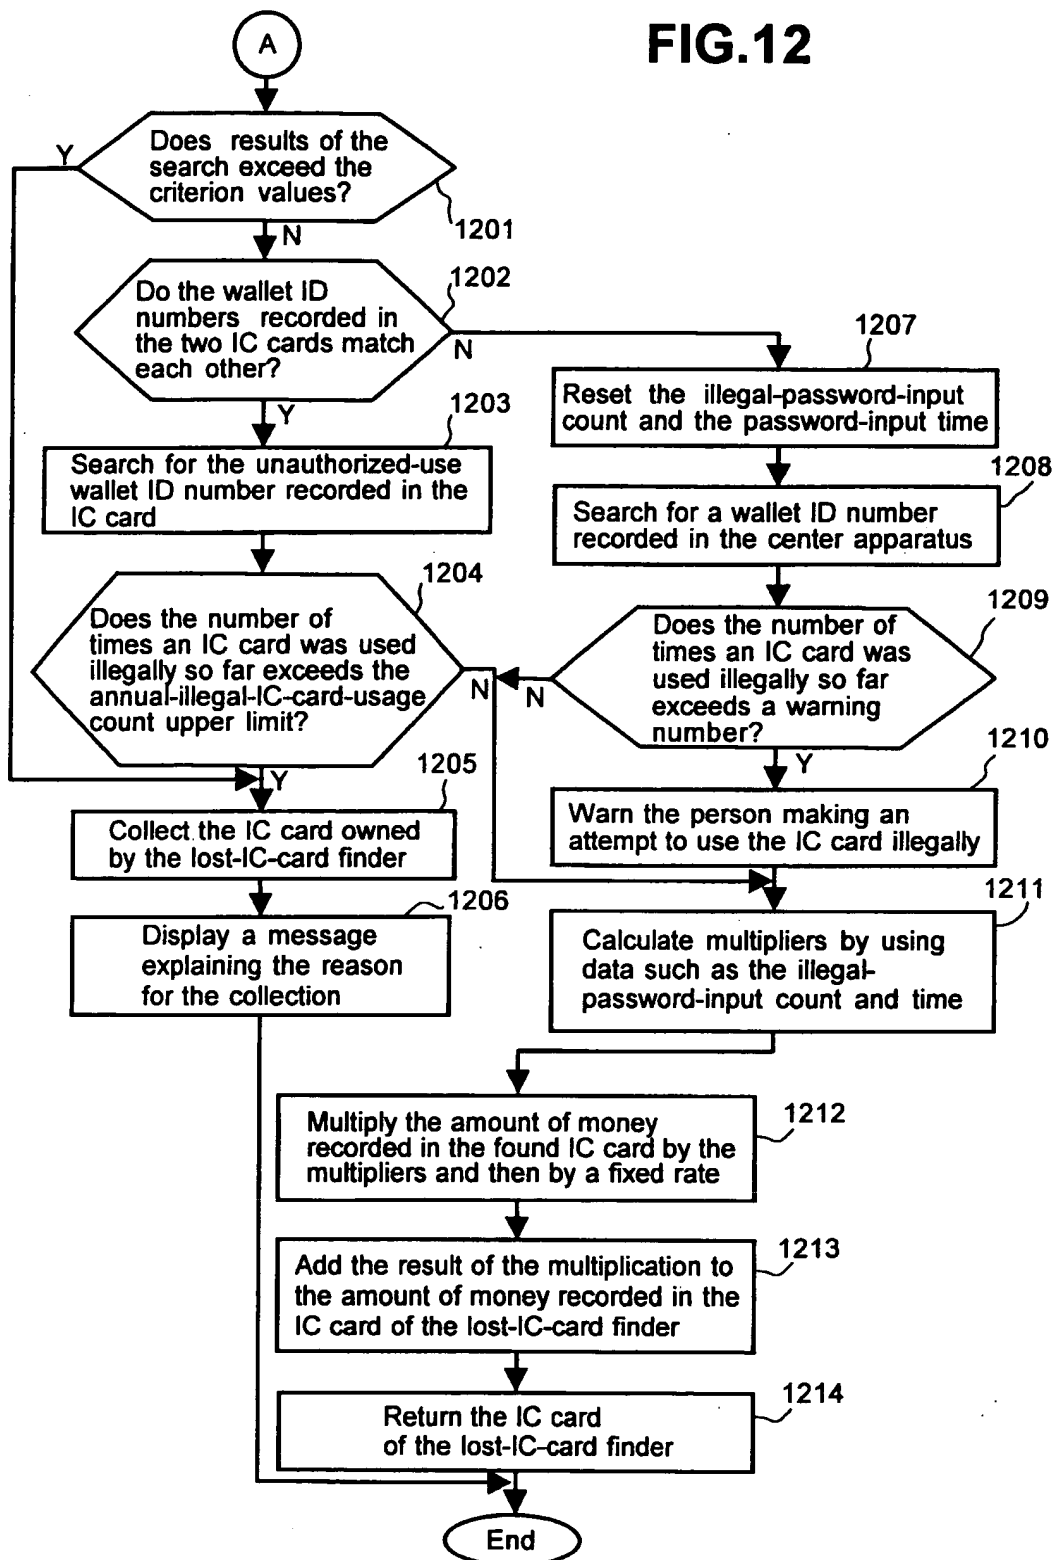 FIG.12
A
Does results of the
search exceed the
criterion values?
Y
1201
N
Do the wallet ID
numbers recorded in
the two IC cards match
each other?
1202
N
Y
1203
Search for the unauthorized-use
wallet ID number recorded in the
IC card
1204
Does the number of
times an IC card was used
illegally so far exceeds the
annual-illegal-IC-card-usage
count upper limit?
N
Y
1205
Collect the IC card owned
by the lost-IC-card finder
1206
Display a message
explaining the reason
for the collection
1207
Reset the illegal-password-input
count and the password-input time
1208
Search for a wallet ID number
recorded in the center apparatus
1209
Does the number of
times an IC card was
used illegally so far
exceeds a warning
number?
N
Y
1210
Warn the person making an
attempt to use the IC card illegally
1211
Calculate multipliers by using
data such as the illegal-
password-input count and time
1212
Multiply the amount of money
recorded in the found IC card by the
multipliers and then by a fixed rate
1213
Add the result of the multiplication to
the amount of money recorded in the
IC card of the lost-IC-card finder
1214
Return the IC card
of the lost-IC-card finder
End